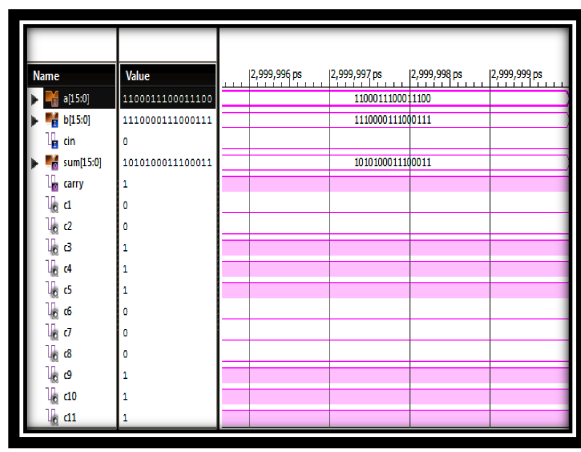 2,999,996 ps 2,999,997 ps 2,999,998 ps 2,999,999 ps
Name Value
a[15:0] 1100011100011100 1100011100011100
b[15:0] 1110000111000111 1110000111000111
cin 0
sum[15:0] 1010100011100011 1010100011100011
carry 1
c1 0
c2 0
c3 1
c4 1
c5 1
c6 0
c7 0
c8 0
c9 1
c10 1
c11 1